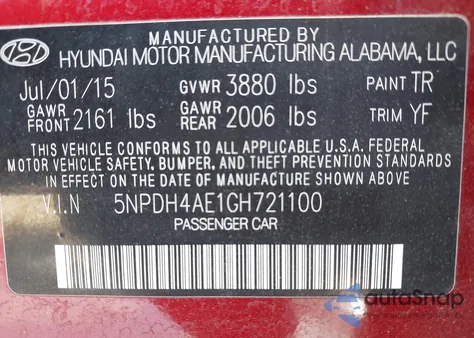 MANUFACTURED BY
HYUNDAI MOTOR MANUFACTURING ALABAMA, LLC
Jul/01/15 GVWR 3880 lbs PAINT TR
GAWR FRONT 2161 lbs GAWR REAR 2006 lbs TRIM YF
THIS VEHICLE CONFORMS TO ALL APPLICABLE U.S.A. FEDERAL
MOTOR VEHICLE SAFETY, BUMPER, AND THEFT PREVENTION STANDARDS
IN EFFECT ON THE DATE OF MANUFACTURE SHOWN ABOVE.
V.I.N 5NPDH4AE1GH721100
PASSENGER CAR
autoSnap